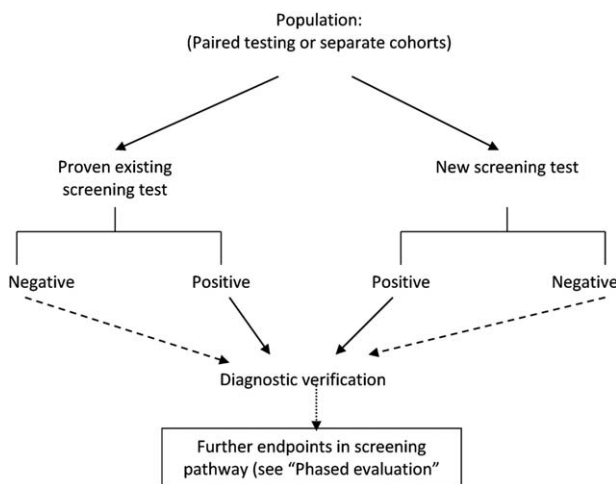 Population:
(Paired testing or separate cohorts)
Proven existing
screening test
New screening test
Negative
Positive
Positive
Negative
Diagnostic verification
Further endpoints in screening
pathway (see “Phased evaluation”